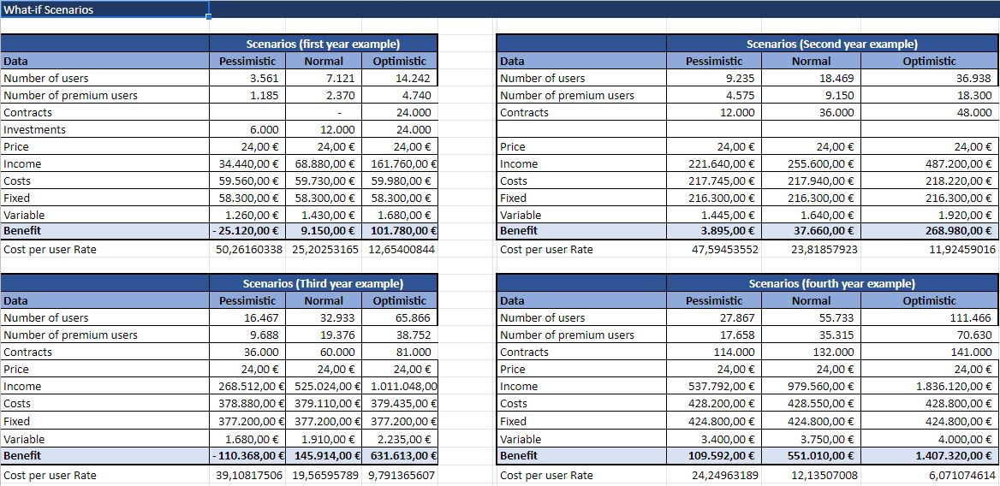 What-if Scenarios
Scenarios (first year example)
Data Pessimistic Normal Optimistic
Number of users 3.561 7.121 14.242
Number of premium users 1.185 2.370 4.740
Contracts - 24.000
Investments 6.000 12.000 24.000
Price 24,00 € 24,00 € 24,00 €
Income 34.440,00 € 68.880,00 € 161.760,00 €
Costs 59.560,00 € 59.730,00 € 59.980,00 €
Fixed 58.300,00 € 58.300,00 € 58.300,00 €
Variable 1.260,00 € 1.430,00 € 1.680,00 €
Benefit - 25.120,00 € 9.150,00 € 101.780,00 €
Cost per user Rate 50,26160338 25,20253165 12,65400844
Scenarios (Second year example)
Data Pessimistic Normal Optimistic
Number of users 9.235 18.469 36.938
Number of premium users 4.575 9.150 18.300
Contracts 12.000 36.000 48.000
Price 24,00 € 24,00 € 24,00 €
Income 221.640,00 € 255.600,00 € 487.200,00 €
Costs 217.745,00 € 217.940,00 € 218.220,00 €
Fixed 216.300,00 € 216.300,00 € 216.300,00 €
Variable 1.445,00 € 1.640,00 € 1.920,00 €
Benefit 3.895,00 € 37.660,00 € 268.980,00 €
Cost per user Rate 47,59453552 23,81857923 11,92459016
Scenarios (Third year example)
Data Pessimistic Normal Optimistic
Number of users 16.467 32.933 65.866
Number of premium users 9.688 19.376 38.752
Contracts 36.000 60.000 81.000
Price 24,00 € 24,00 € 24,00 €
Income 268.512,00 € 525.024,00 € 1.011.048,00
Costs 378.880,00 € 379.110,00 € 379.435,00 €
Fixed 377.200,00 € 377.200,00 € 377.200,00 €
Variable 1.680,00 € 1.910,00 € 2.235,00 €
Benefit - 110.368,00 € 145.914,00 € 631.613,00 €
Cost per user Rate 39,10817506 19,56595789 9,791365607
Scenarios (fourth year example)
Data Pessimistic Normal Optimistic
Number of users 27.867 55.733 111.466
Number of premium users 17.658 35.315 70.630
Contracts 114.000 132.000 141.000
Price 24,00 € 24,00 € 24,00 €
Income 537.792,00 € 979.560,00 € 1.836.120,00 €
Costs 428.200,00 € 428.550,00 € 428.800,00 €
Fixed 424.800,00 € 424.800,00 € 424.800,00 €
Variable 3.400,00 € 3.750,00 € 4.000,00 €
Benefit 109.592,00 € 551.010,00 € 1.407.320,00 €
Cost per user Rate 24,24963189 12,13507008 6,071074614